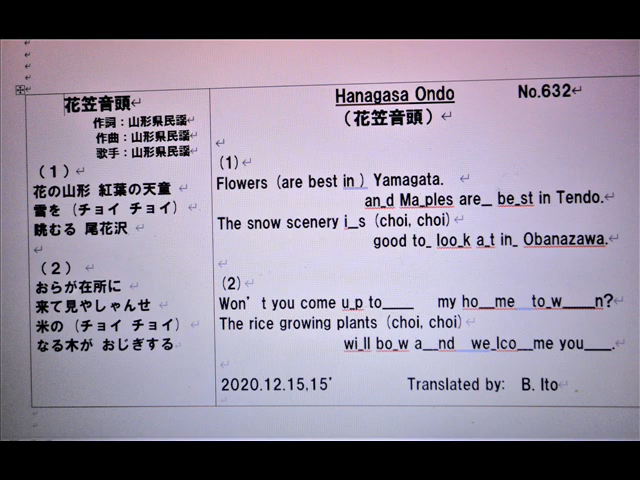 花笠音頭
作詞：山形県民謡
作曲：山形県民謡
歌手：山形県民謡
（1）
花の山形 紅葉の天童
雪を（チョイ チョイ）
眺むる 尾花沢
（2）
おらが在所に
来て見やしゃんせ
米の（チョイ チョイ）
なる木が おじぎする
Hanagasa Ondo No.632
（花笠音頭）
(1)
Flowers (are best in ) Yamagata.
an_d Ma_ples are_ be_st in Tendo.
The snow scenery i__s (choi, choi)
good to_ loo_k a_t in_ Obanazawa.
(2)
Won't you come u_p to____ my ho__me to_w____n?
The rice growing plants (choi, choi)
wi_ll bo_w a__nd we_lco__me you____.
2020.12.15,15' Translated by: B. Ito